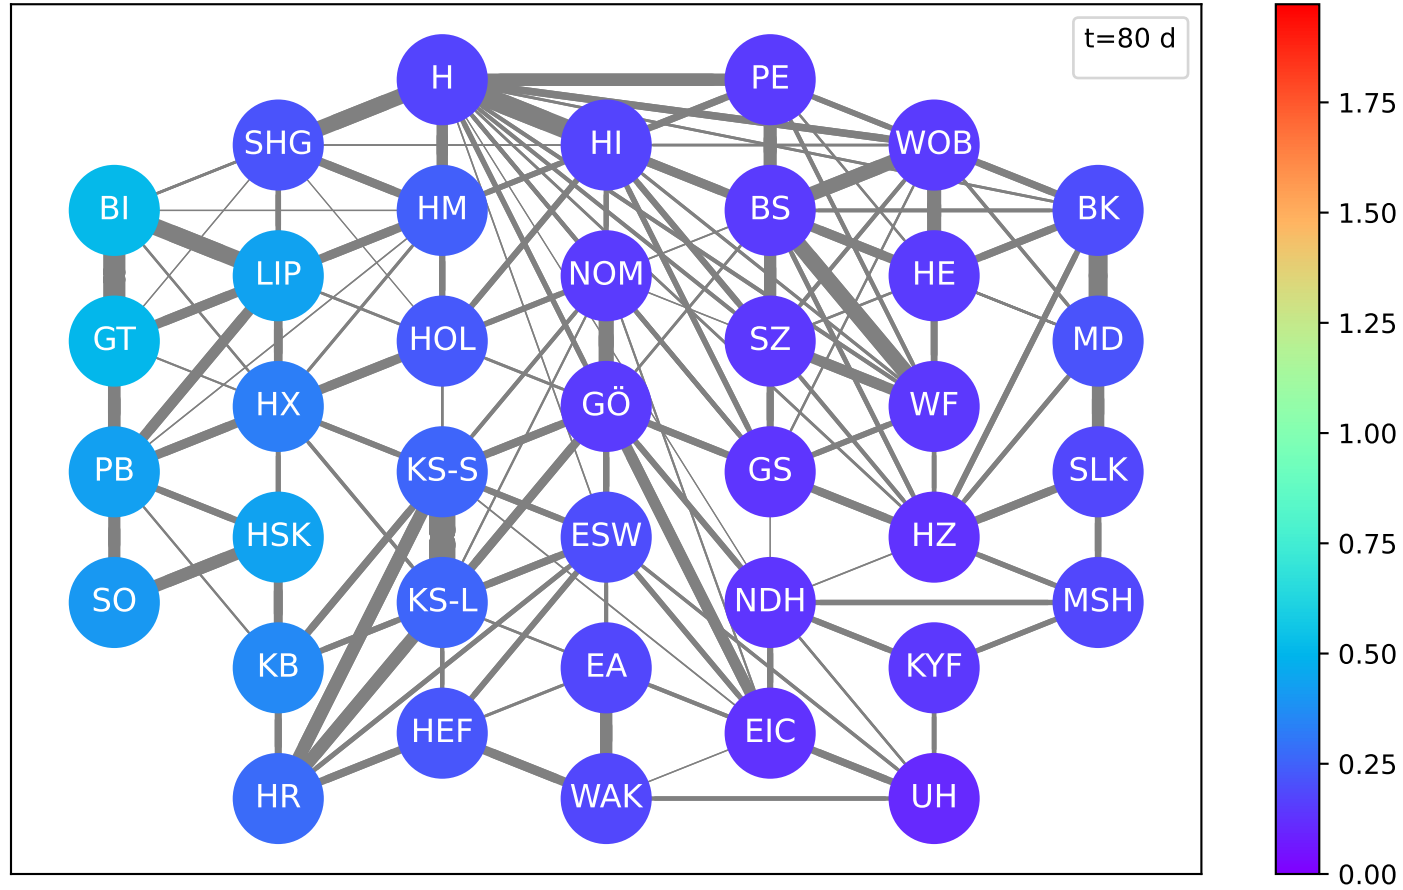 t=80 d
H
PE
SHG
HI
WOB
BI
HM
BS
BK
LIP
NOM
HE
GT
HOL
SZ
MD
HX
GÖ
WF
PB
KS-S
GS
SLK
HSK
ESW
HZ
SO
KS-L
NDH
MSH
KB
EA
KYF
HEF
EIC
HR
WAK
UH
1.75
1.50
1.25
1.00
0.75
0.50
0.25
0.00